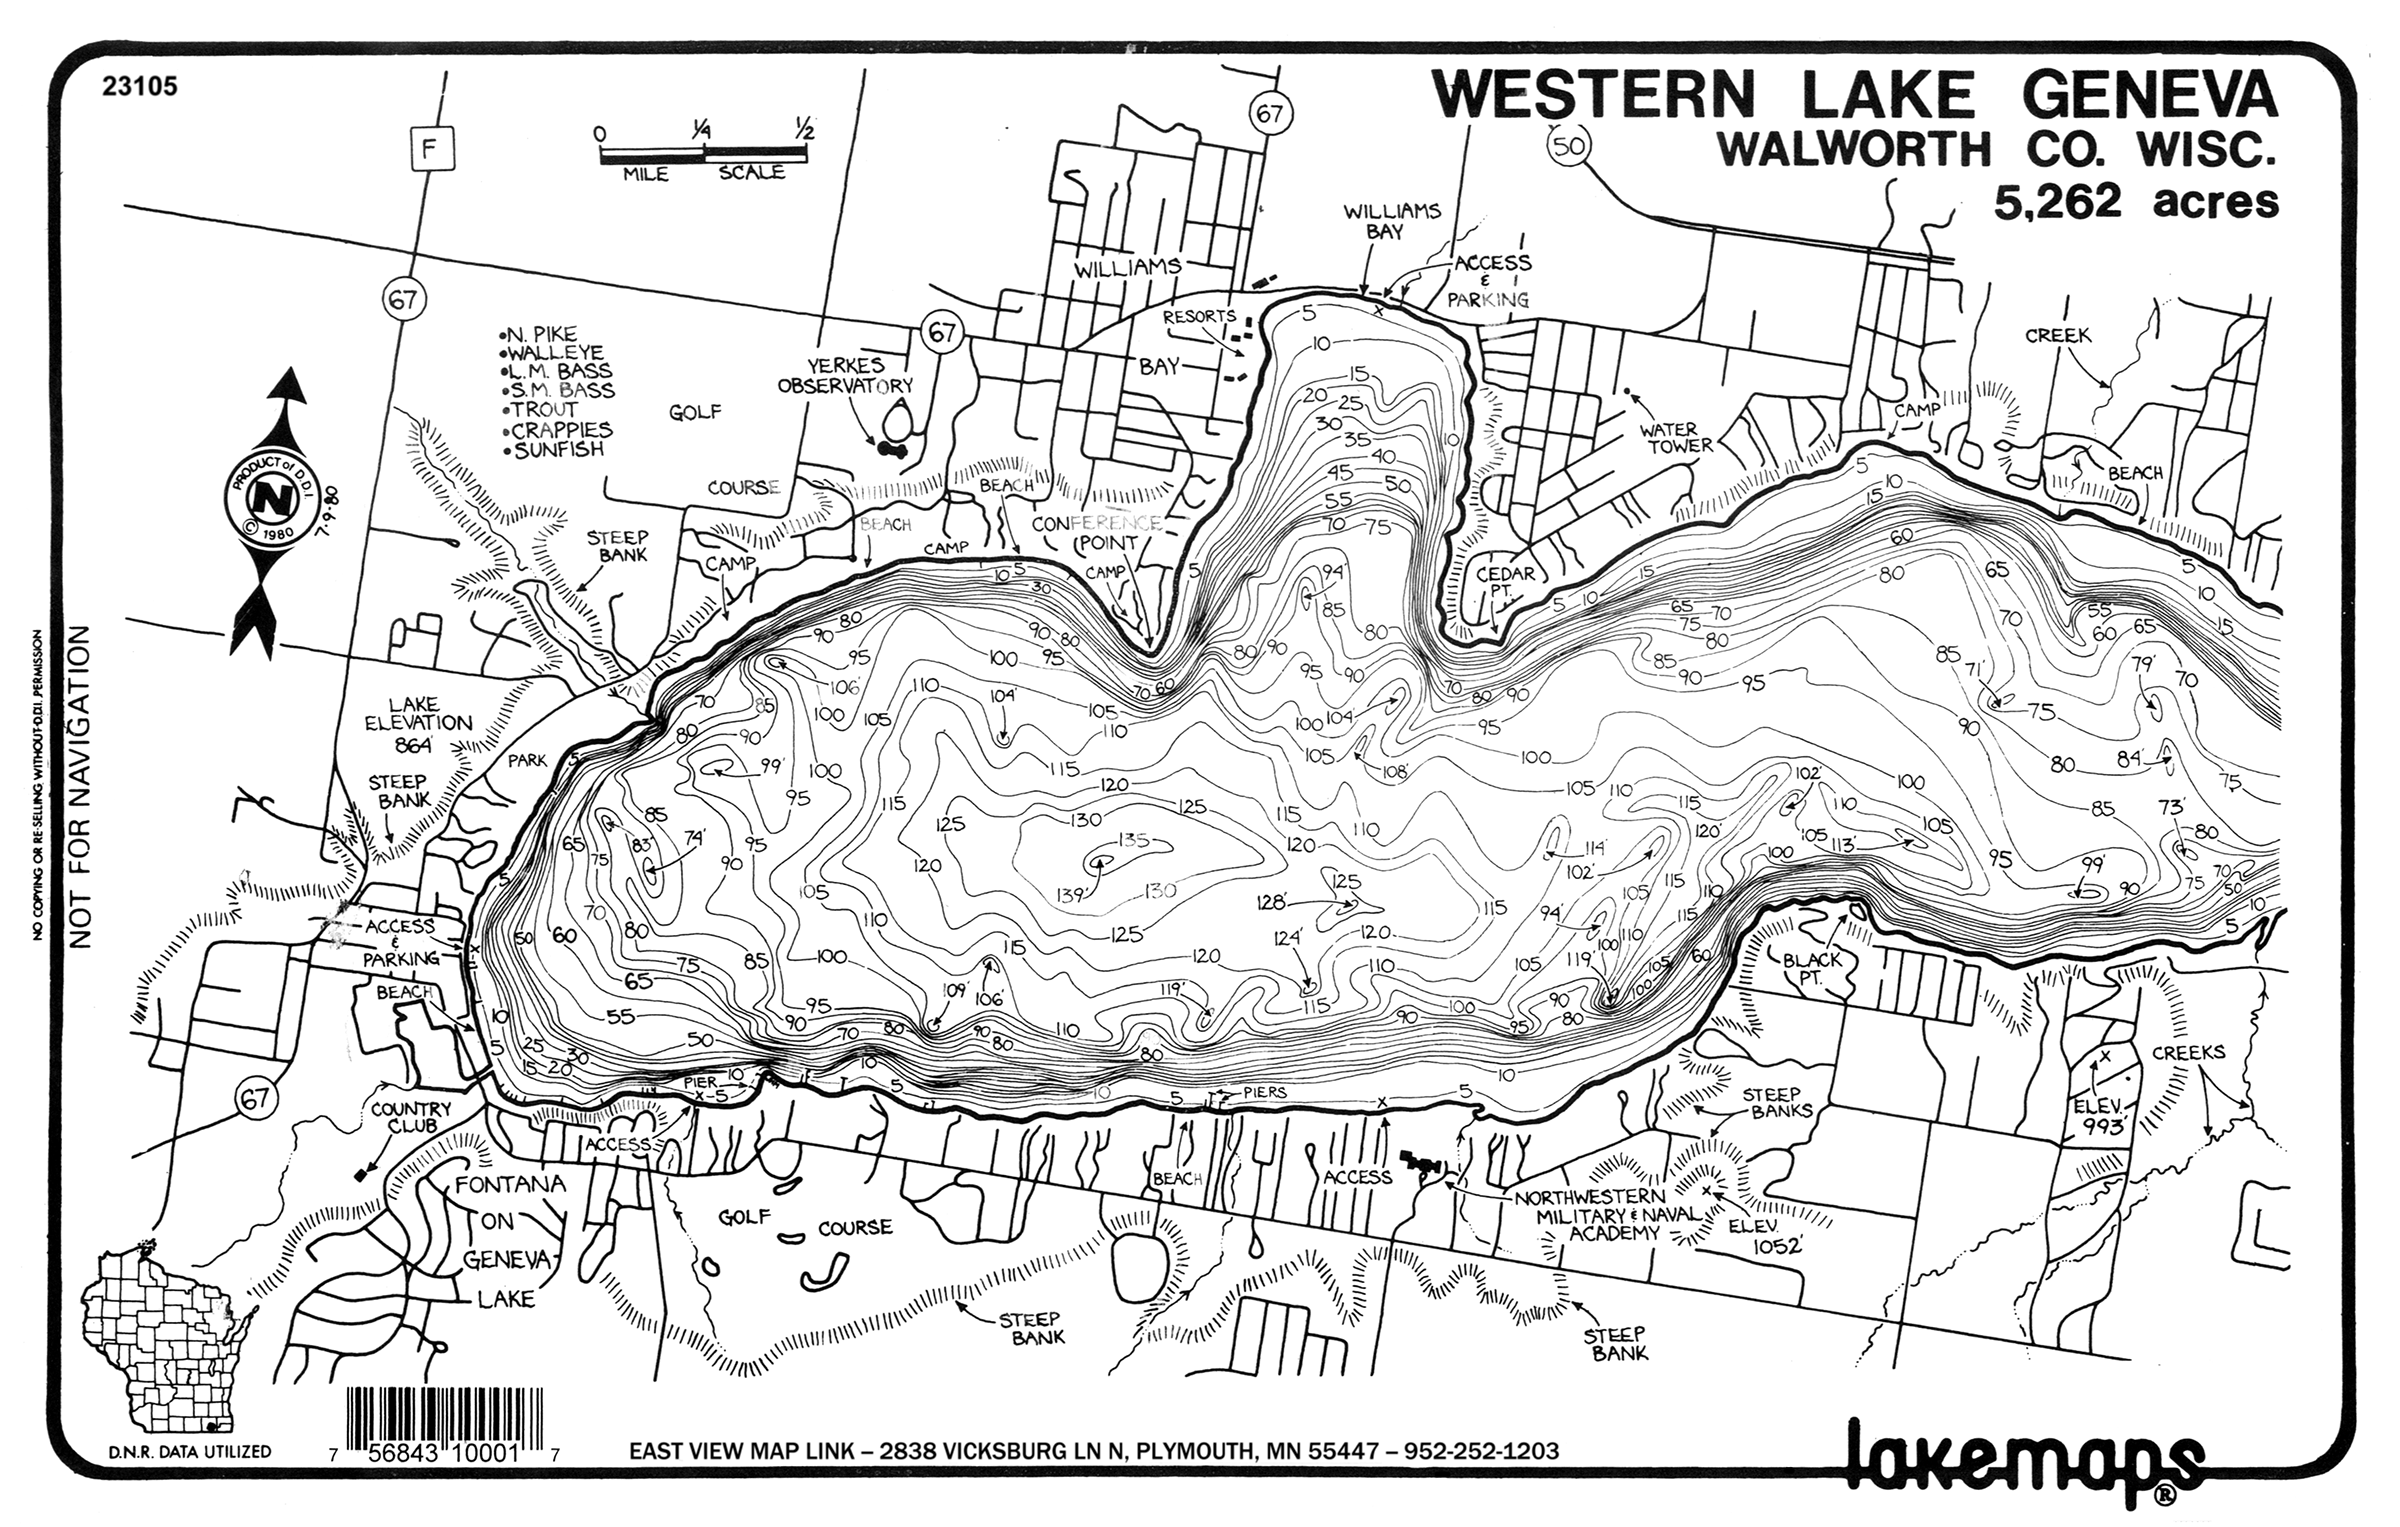 23105
WESTERN LAKE GENEVA
WALWORTH CO. WISC.
5,262 acres
F
67
0 1/4 1/2
MILE SCALE
67
50
67
67
67
•N. PIKE
•WALLEYE
•L.M. BASS
•S.M. BASS
•TROUT
•CRAPPIES
•SUNFISH
PRODUCT of D.D.I.
N
© 1980
7-9-80
NO COPYING OR RE-SELLING WITHOUT D.D.I. PERMISSION
NOT FOR NAVIGATION
WILLIAMS
BAY
WILLIAMS
BAY
ACCESS
&
PARKING
RESORTS
YERKES
OBSERVATORY
GOLF
COURSE
WATER
TOWER
CREEK
CAMP
BEACH
STEEP
BANK
CAMP
BEACH
CAMP
BEACH
CONFERENCE
POINT
CAMP
CEDAR
PT.
LAKE
ELEVATION
864'
STEEP
BANK
PARK
ACCESS
&
PARKING
BEACH
COUNTRY
CLUB
FONTANA
ON
GENEVA
LAKE
ACCESS
PIER
GOLF COURSE
STEEP
BANK
PIERS
BEACH
ACCESS
NORTHWESTERN
MILITARY & NAVAL
ACADEMY
ELEV.
1052'
STEEP
BANKS
STEEP
BANK
BLACK
PT.
ELEV.
993'
CREEKS
5
10
15
20 25
30
35
40
45 50
55
70 75
94'
85
80 90
95 90
80
100 104'
105 108'
106'
99'
83'
74'
104'
139'
135
130
125
120
115
110
105
100
128'
124'
119'
109'
106'
114'
102'
94'
119'
102'
113'
99'
71'
79'
84'
73'
D.N.R. DATA UTILIZED
7 56843 10001 7
EAST VIEW MAP LINK – 2838 VICKSBURG LN N, PLYMOUTH, MN 55447 – 952-252-1203
lakemaps®